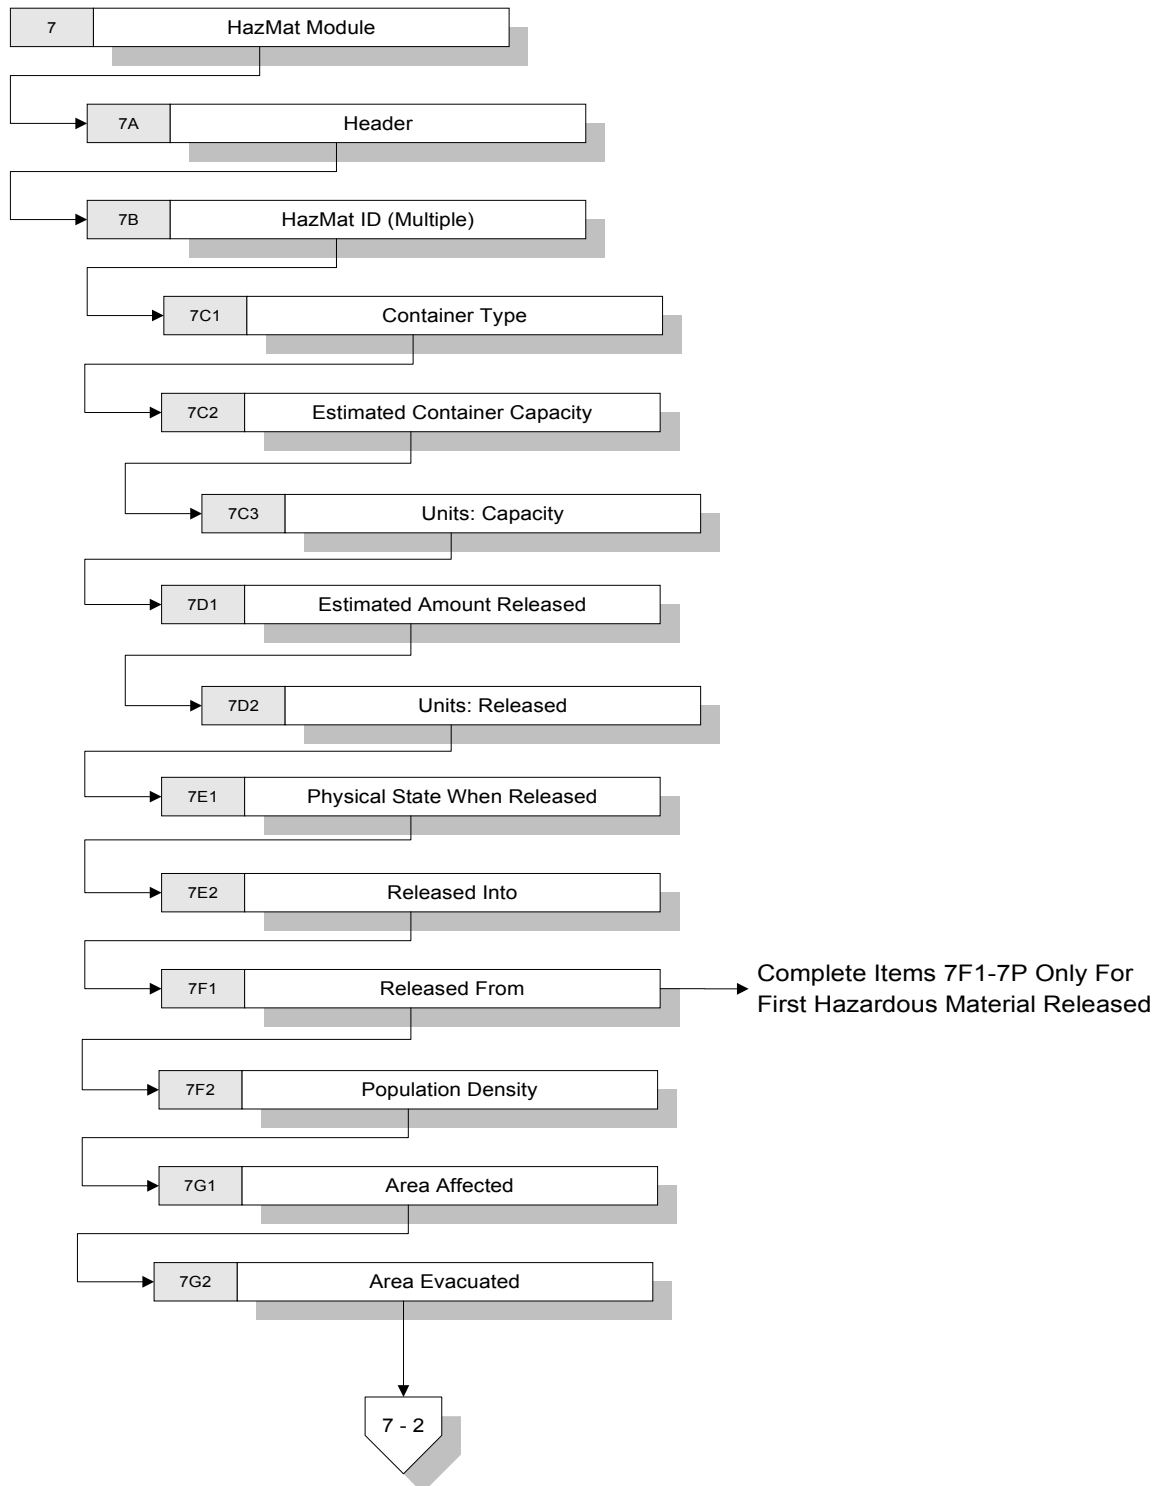 7 HazMat Module
7A Header
7B HazMat ID (Multiple)
7C1 Container Type
7C2 Estimated Container Capacity
7C3 Units: Capacity
7D1 Estimated Amount Released
7D2 Units: Released
7E1 Physical State When Released
7E2 Released Into
7F1 Released From
Complete Items 7F1-7P Only For
First Hazardous Material Released
7F2 Population Density
7G1 Area Affected
7G2 Area Evacuated
7 - 2